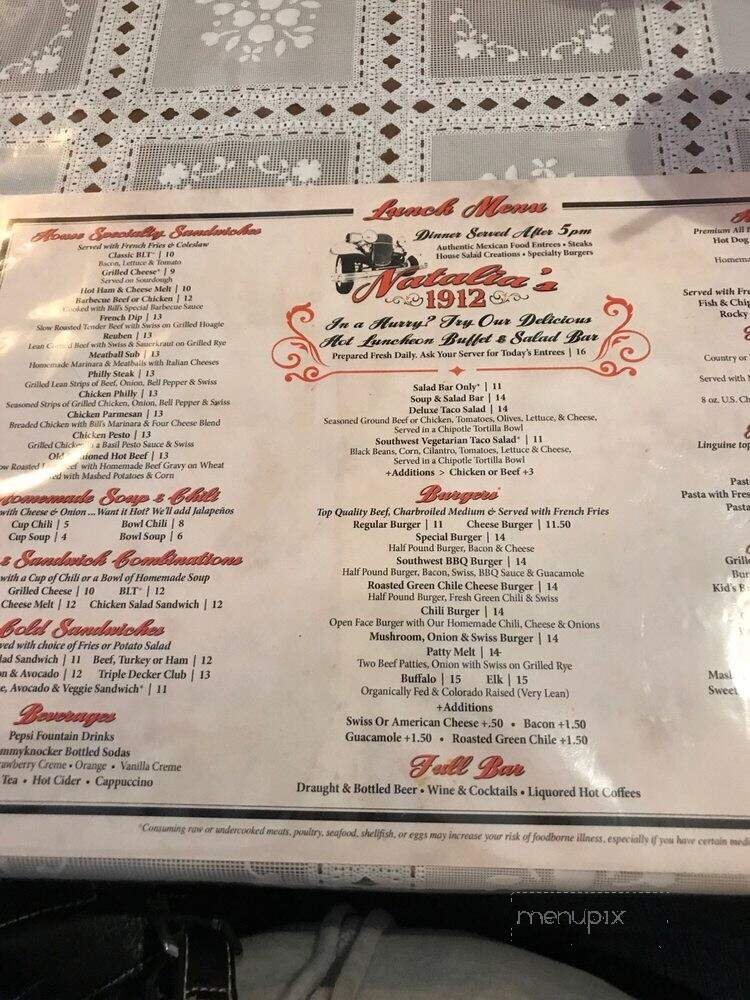 Lunch Menu
House Specialty Sandwiches
Served with French Fries & Coleslaw
Classic BLT* | 10
Bacon, Lettuce & Tomato
Grilled Cheese* | 9
Served on Sourdough
Hot Ham & Cheese Melt | 10
Barbecue Beef or Chicken | 12
Cooked with Bill's Special Barbecue Sauce
French Dip | 13
Slow Roasted Tender Beef with Swiss on Grilled Hoagie
Reuben | 13
Lean Corned Beef with Swiss & Sauerkraut on Grilled Rye
Meatball Sub | 13
Homemade Marinara & Meatballs with Italian Cheeses
Philly Steak | 13
Grilled Lean Strips of Beef, Onion, Bell Pepper & Swiss
Chicken Philly | 13
Seasoned Strips of Grilled Chicken, Onion, Bell Pepper & Swiss
Chicken Parmesan | 13
Breaded Chicken with Bill's Marinara & Four Cheese Blend
Chicken Pesto | 13
Grilled Chicken in a Basil Pesto Sauce & Swiss
Old Fashioned Hot Beef | 13
Roasted Beef with Homemade Beef Gravy on Wheat
Served with Mashed Potatoes & Corn
Homemade Soup & Chili
with Cheese & Onion ...Want it Hot? We'll add Jalapeños
Cup Chili | 5 Bowl Chili | 8
Cup Soup | 4 Bowl Soup | 6
& Sandwich Combinations
with a Cup of Chili or a Bowl of Homemade Soup
Grilled Cheese | 10 BLT* | 12
Cheese Melt | 12 Chicken Salad Sandwich | 12
Cold Sandwiches
Served with choice of Fries or Potato Salad
Salad Sandwich | 11 Beef, Turkey or Ham | 12
& Avocado | 12 Triple Decker Club | 13
Avocado & Veggie Sandwich* | 11
Beverages
Pepsi Fountain Drinks
Tommyknocker Bottled Sodas
Strawberry Creme • Orange • Vanilla Creme
Tea • Hot Cider • Cappuccino
Dinner Served After 5pm
Authentic Mexican Food Entrees • Steaks
House Salad Creations • Specialty Burgers
Natalia's
1912
In a Hurry? Try Our Delicious
Hot Luncheon Buffet & Salad Bar
Prepared Fresh Daily. Ask Your Server for Today's Entrees | 16
Salad Bar Only* | 11
Soup & Salad Bar | 14
Deluxe Taco Salad | 14
Seasoned Ground Beef or Chicken, Tomatoes, Olives, Lettuce, & Cheese,
Served in a Chipotle Tortilla Bowl
Southwest Vegetarian Taco Salad* | 11
Black Beans, Corn, Cilantro, Tomatoes, Lettuce & Cheese,
Served in a Chipotle Tortilla Bowl
+Additions > Chicken or Beef +3
Burgers*
Top Quality Beef, Charbroiled Medium & Served with French Fries
Regular Burger | 11 Cheese Burger | 11.50
Special Burger | 14
Half Pound Burger, Bacon & Cheese
Southwest BBQ Burger | 14
Half Pound Burger, Bacon, Swiss, BBQ Sauce & Guacamole
Roasted Green Chile Cheese Burger | 14
Half Pound Burger, Fresh Green Chili & Swiss
Chili Burger | 14
Open Face Burger with Our Homemade Chili, Cheese & Onions
Mushroom, Onion & Swiss Burger | 14
Patty Melt | 14
Two Beef Patties, Onion with Swiss on Grilled Rye
Buffalo | 15 Elk | 15
Organically Fed & Colorado Raised (Very Lean)
+Additions
Swiss Or American Cheese +.50 • Bacon +1.50
Guacamole +1.50 • Roasted Green Chile +1.50
Full Bar
Draught & Bottled Beer • Wine & Cocktails • Liquored Hot Coffees
Premium All
Hot Dog
Homema
Served with Fre
Fish & Chip
Rocky
Country or
Served with
8 oz. U.S. Ch
Linguine top
Past
Pasta with Fres
Pasta
Grille
Bur
Kid's B
Mas
Sweet
*Consuming raw or undercooked meats, poultry, seafood, shellfish, or eggs may increase your risk of foodborne illness, especially if you have certain medi
menupix